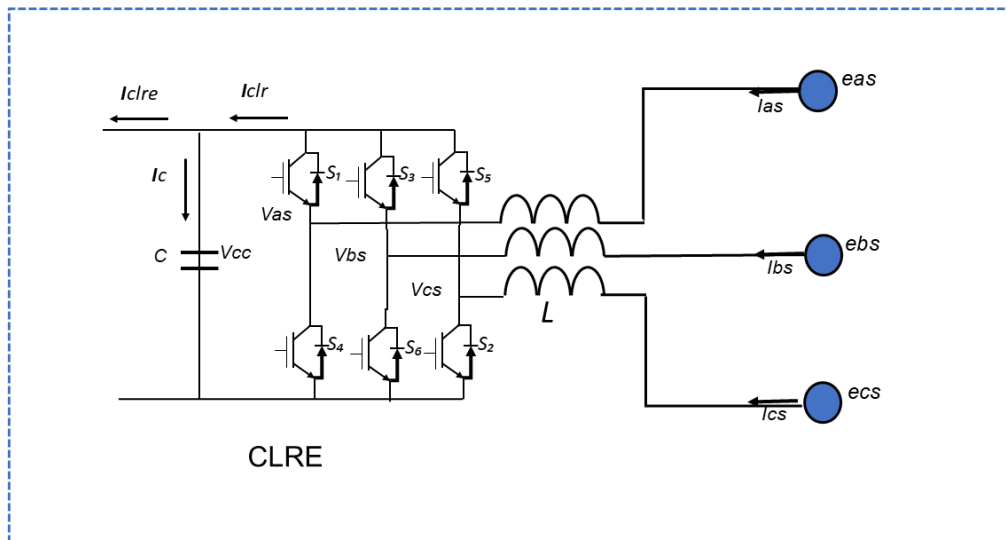 Iclre
Iclr
eas
Ias
Ic
S1
S3
S5
Vas
C
Vcc
Vbs
ebs
Ibs
Vcs
L
S4
S6
S2
ecs
Ics
CLRE